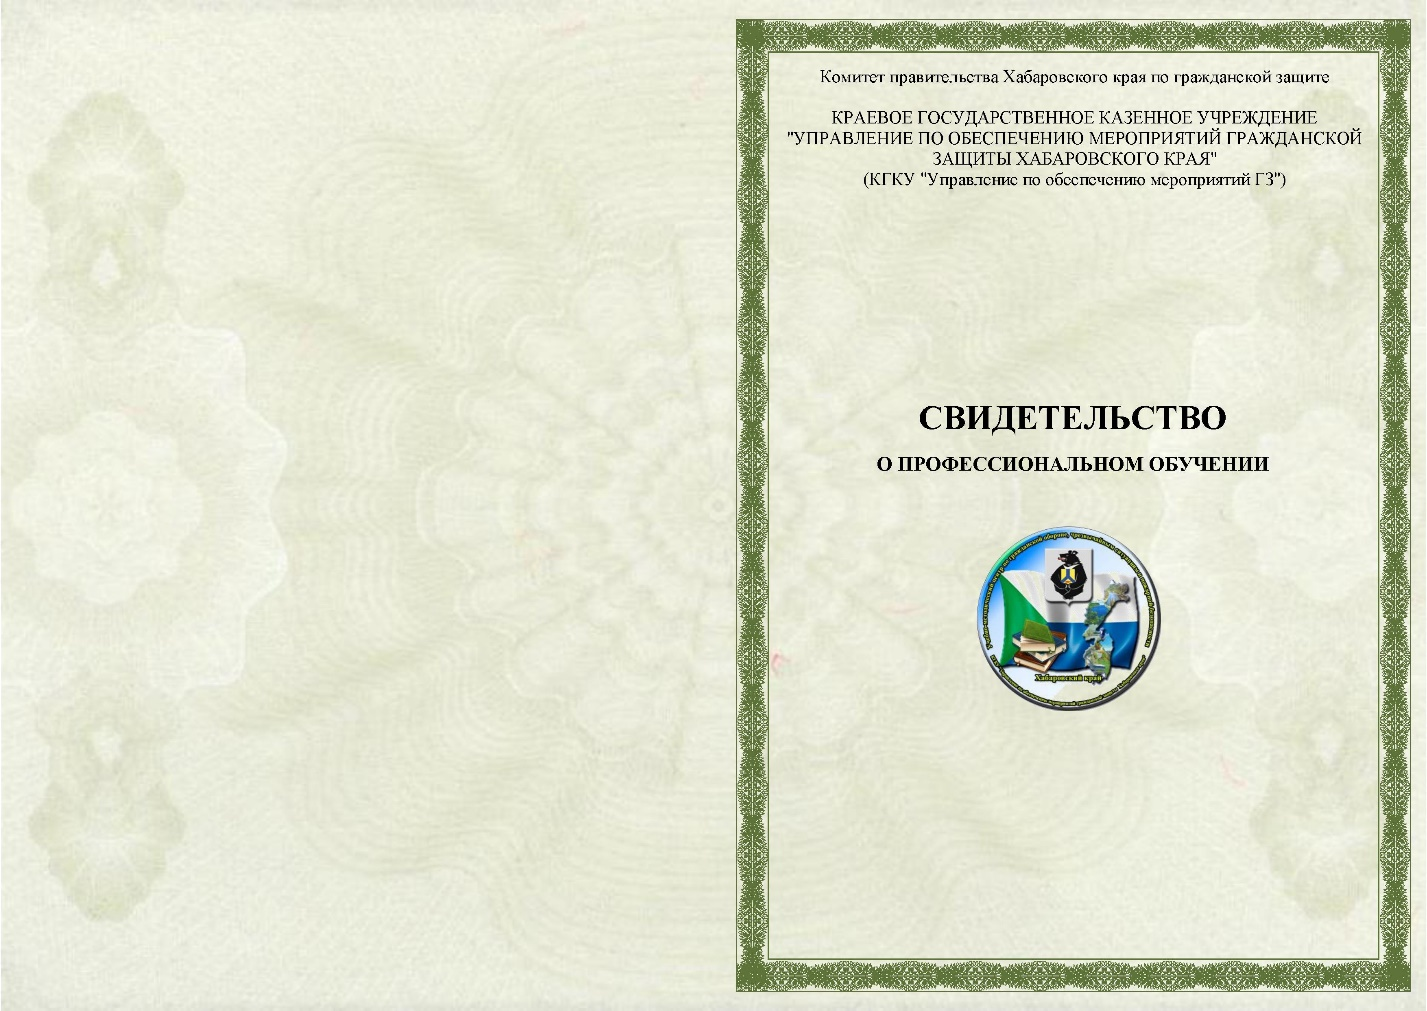 Комитет правительства Хабаровского края по гражданской защите
КРАЕВОЕ ГОСУДАРСТВЕННОЕ КАЗЕННОЕ УЧРЕЖДЕНИЕ
"УПРАВЛЕНИЕ ПО ОБЕСПЕЧЕНИЮ МЕРОПРИЯТИЙ ГРАЖДАНСКОЙ
ЗАЩИТЫ ХАБАРОВСКОГО КРАЯ"
(КГКУ "Управление по обеспечению мероприятий ГЗ")
СВИДЕТЕЛЬСТВО
О ПРОФЕССИОНАЛЬНОМ ОБУЧЕНИИ
Хабаровский край